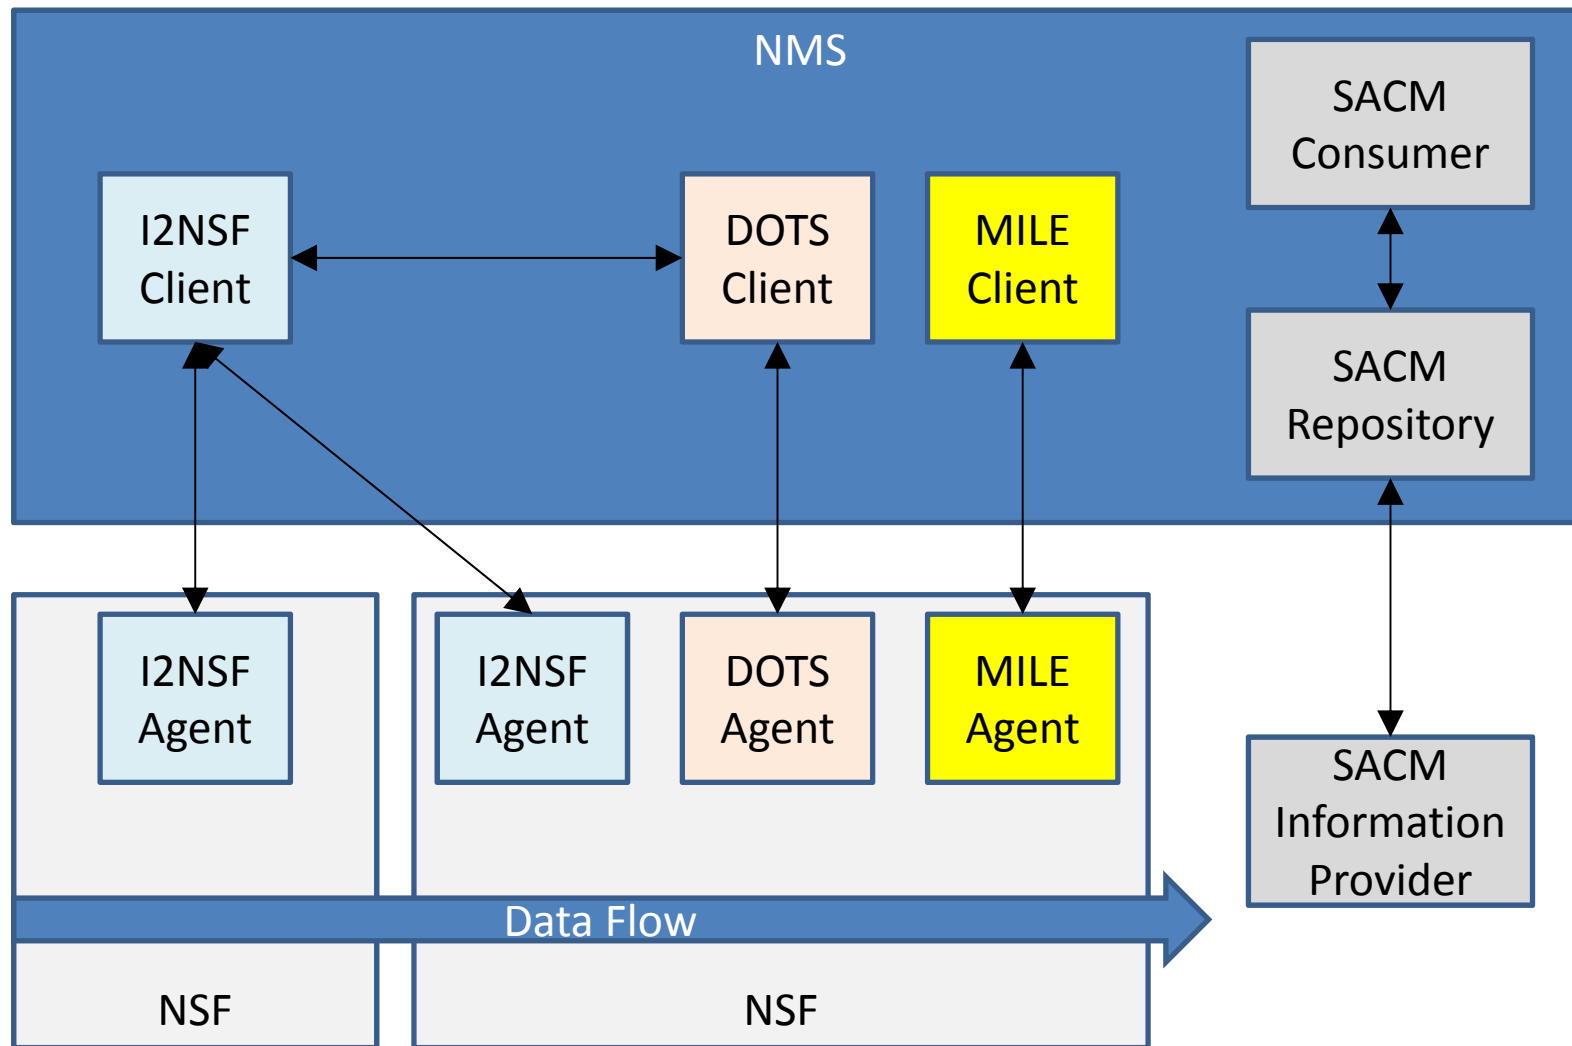 NMS
SACM
Consumer
I2NSF
Client
DOTS
Client
MILE
Client
SACM
Repository
I2NSF
Agent
I2NSF
Agent
DOTS
Agent
MILE
Agent
SACM
Information
Provider
Data Flow
NSF
NSF